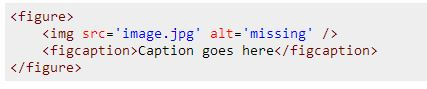 <figure>
    <img src='image.jpg' alt='missing' />
    <figcaption>Caption goes here</figcaption>
</figure>